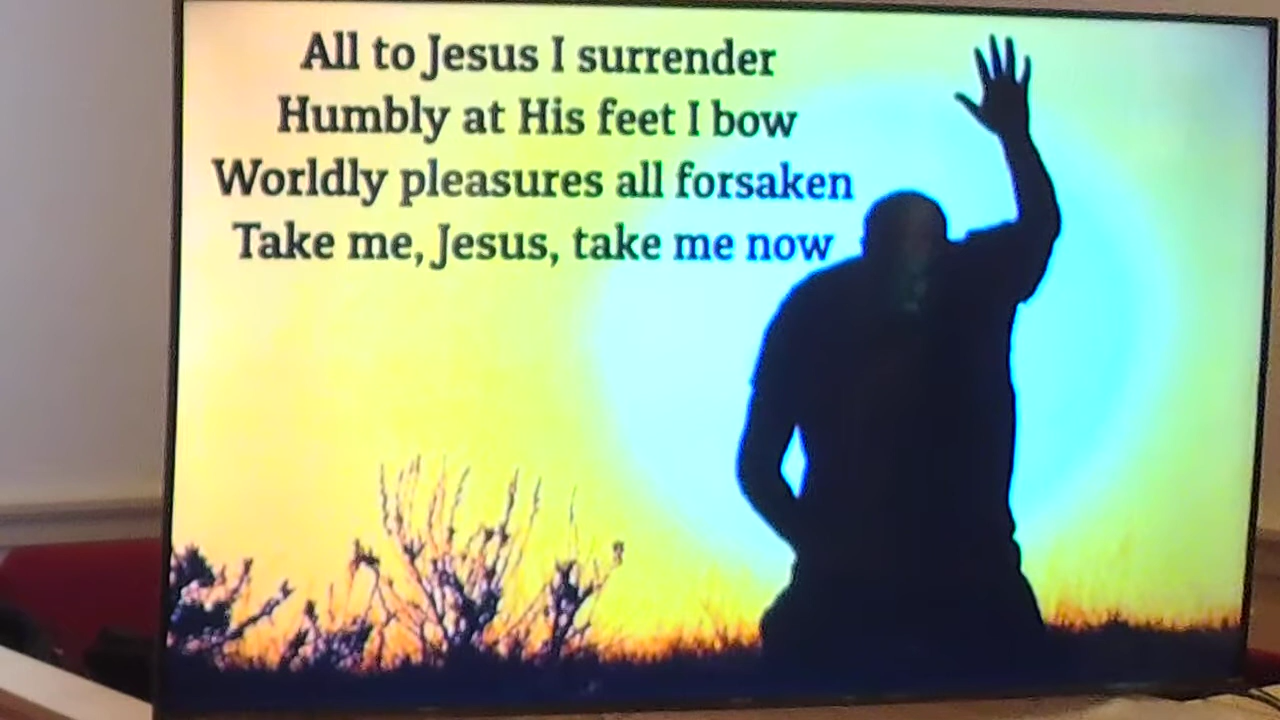 All to Jesus I surrender
Humbly at His feet I bow
Worldly pleasures all forsaken
Take me, Jesus, take me now